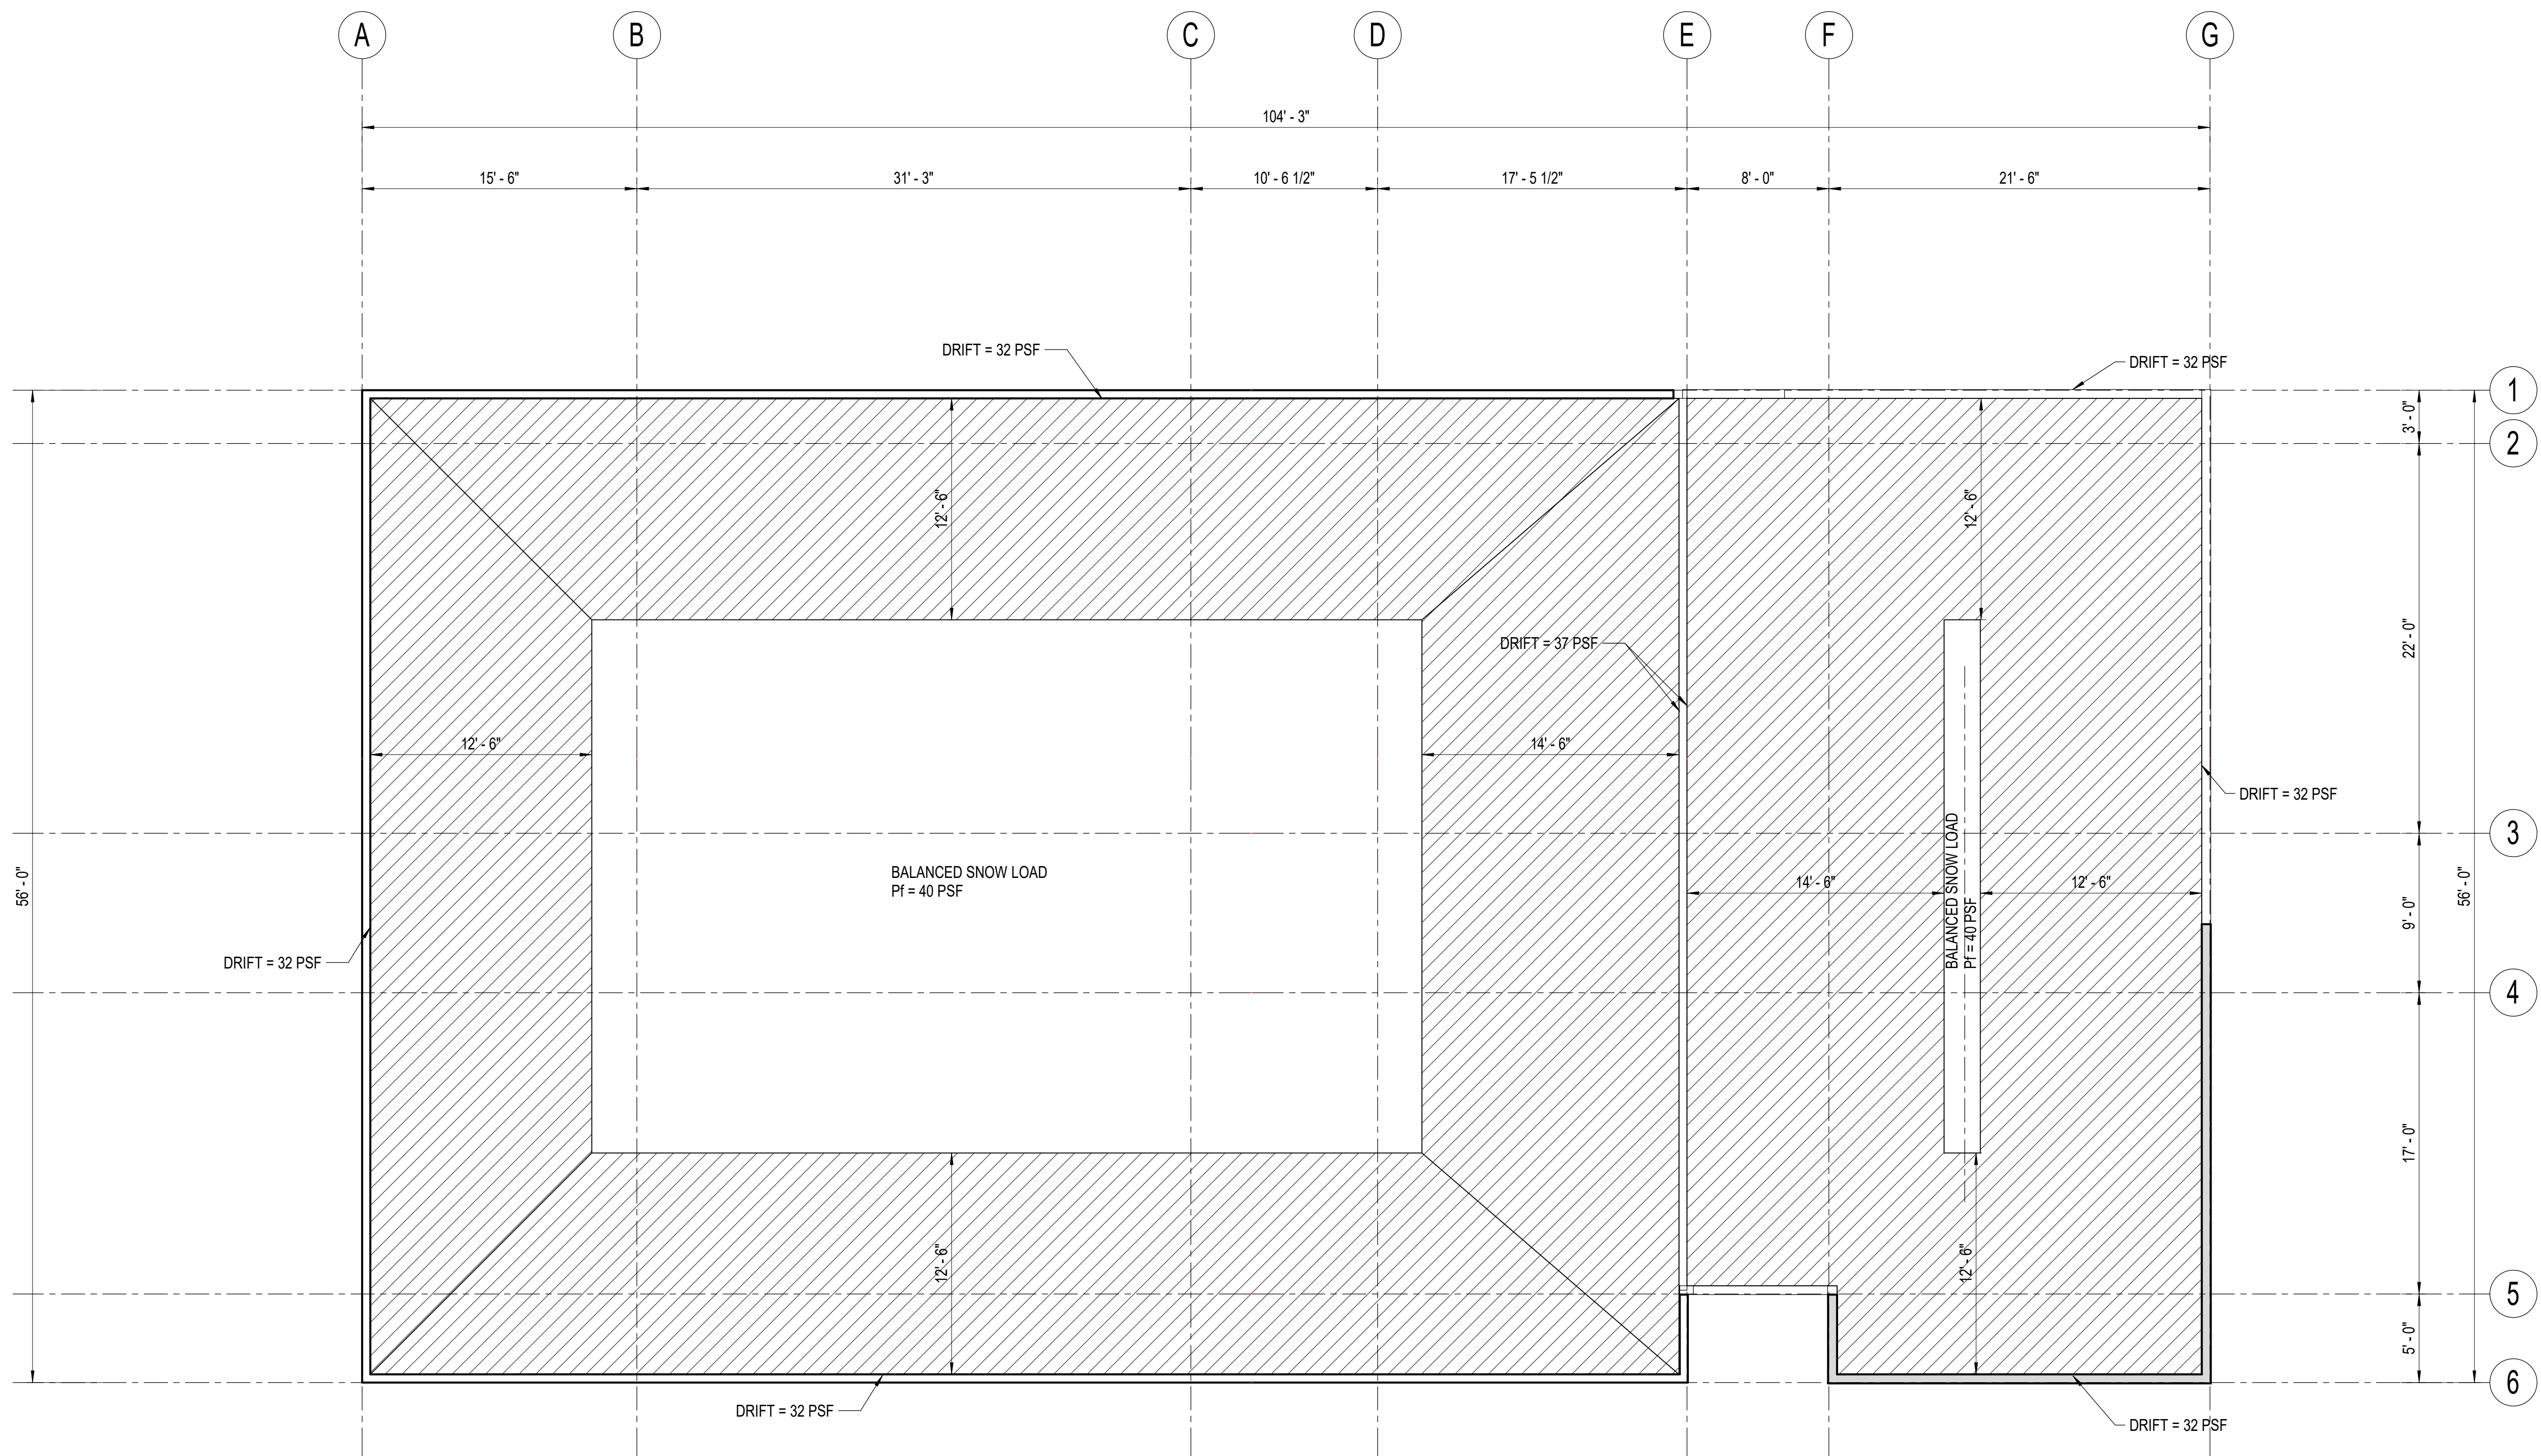 A
B
C
D
E
F
G
104' - 3"
15' - 6"
31' - 3"
10' - 6 1/2"
17' - 5 1/2"
8' - 0"
21' - 6"
DRIFT = 32 PSF
DRIFT = 32 PSF
1
3' - 0"
2
12' - 6"
12' - 6"
22' - 0"
DRIFT = 37 PSF
12' - 6"
14' - 6"
DRIFT = 32 PSF
3
BALANCED SNOW LOAD
Pf = 40 PSF
BALANCED SNOW LOAD
Pf = 40 PSF
14' - 6"
12' - 6"
56' - 0"
56' - 0"
9' - 0"
DRIFT = 32 PSF
4
17' - 0"
12' - 6"
12' - 6"
5
5' - 0"
6
DRIFT = 32 PSF
DRIFT = 32 PSF